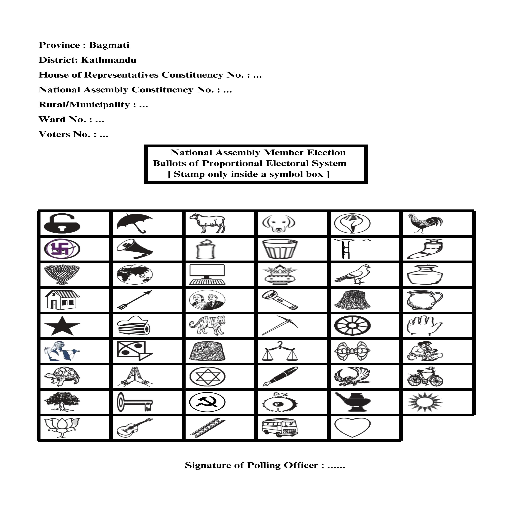 Province : Bagmati
District: Kathmandu
House of Representatives Constituency No. : ...
National Assembly Constituency No. : ...
Rural/Municipality : ...
Ward No. : ...
Voters No. : ...
National Assembly Member Election
Ballots of Proportional Electoral System
[ Stamp only inside a symbol box ]
Signature of Polling Officer : ......